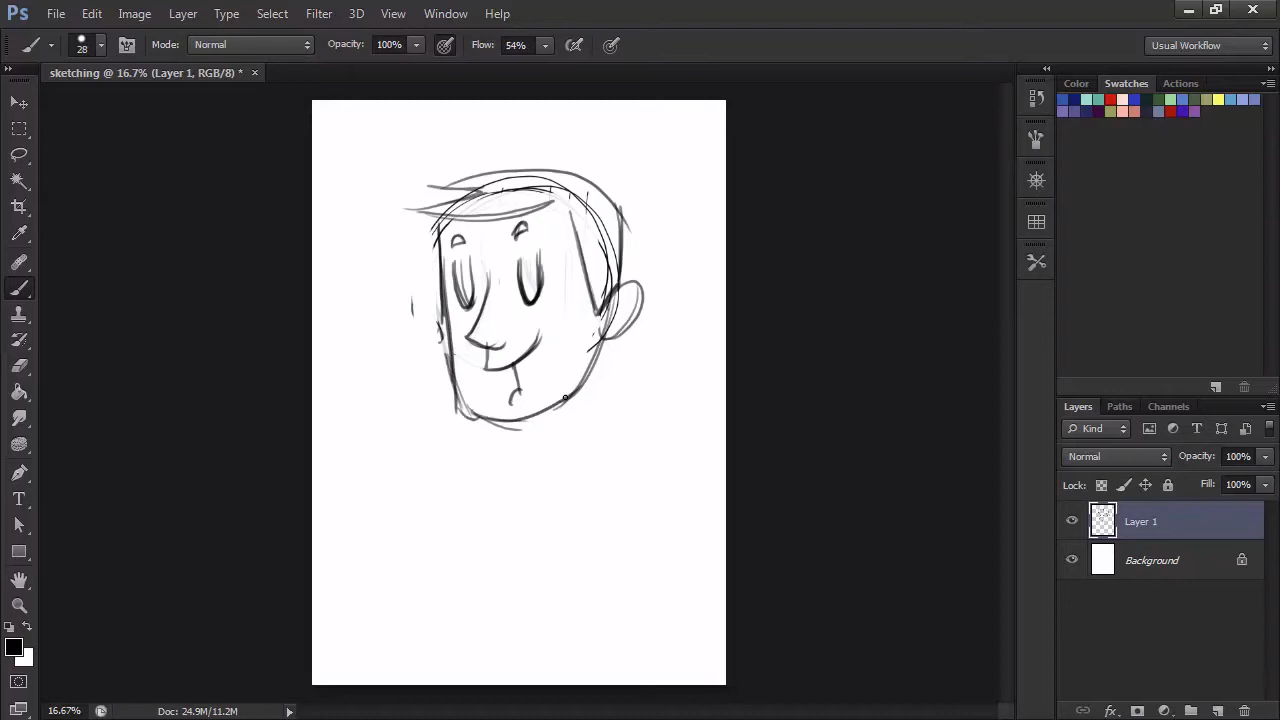 Ps File Edit Image Layer Type Select Filter 3D View Window Help
28 Mode: Normal Opacity: 100% Flow: 54% Usual Workflow
sketching @ 16.7% (Layer 1, RGB/8) *
Color Swatches Actions
Layers Paths Channels
Kind
Normal Opacity: 100%
Lock: Fill: 100%
Layer 1
Background
16.67% Doc: 24.9M/11.2M